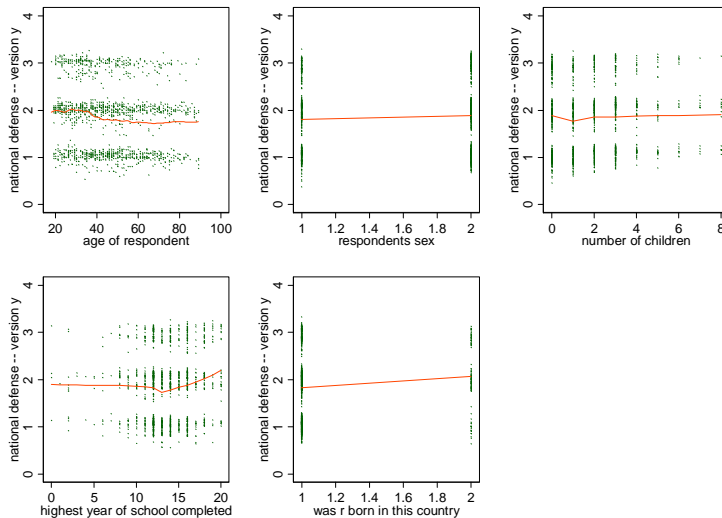 national defense -- version y
0 1 2 3 4
20 40 60 80 100
age of respondent
national defense -- version y
0 1 2 3 4
1 1.2 1.4 1.6 1.8 2
respondents sex
national defense -- version y
0 1 2 3 4
0 2 4 6 8
number of children
national defense -- version y
0 1 2 3 4
0 5 10 15 20
highest year of school completed
national defense -- version y
0 1 2 3 4
1 1.2 1.4 1.6 1.8 2
was r born in this country